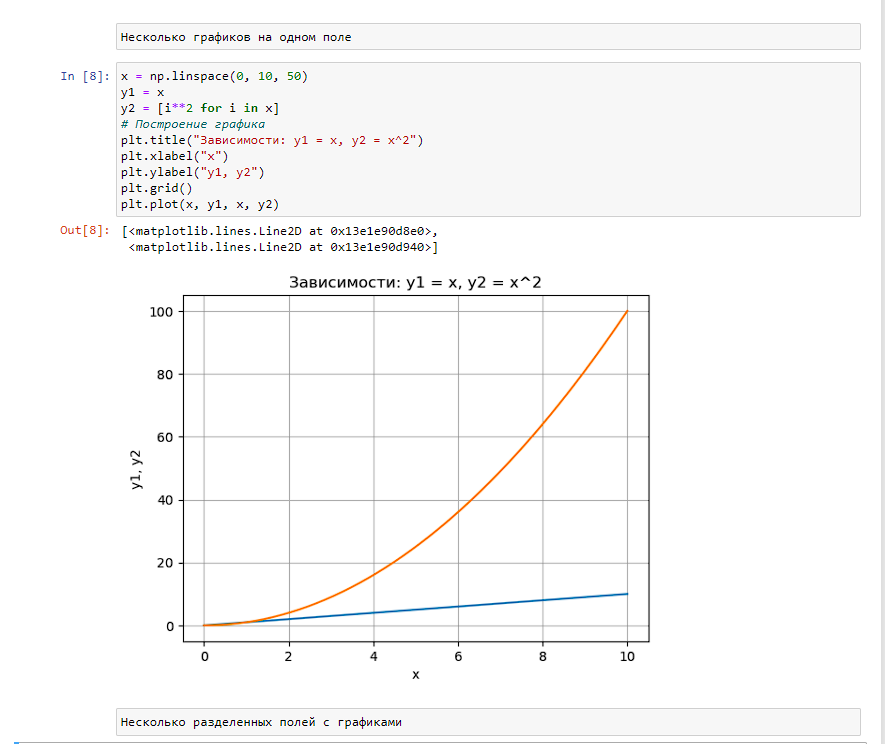 Несколько графиков на одном поле
In [8]: x = np.linspace(0, 10, 50)
y1 = x
y2 = [i**2 for i in x]
# Построение графика
plt.title("Зависимости: y1 = x, y2 = x^2")
plt.xlabel("x")
plt.ylabel("y1, y2")
plt.grid()
plt.plot(x, y1, x, y2)
Out[8]: [<matplotlib.lines.Line2D at 0x13e1e90d8e0>,
<matplotlib.lines.Line2D at 0x13e1e90d940>]
Зависимости: y1 = x, y2 = x^2
100
80
60
40
20
0
y1, y2
0 2 4 6 8 10
x
Несколько разделенных полей с графиками